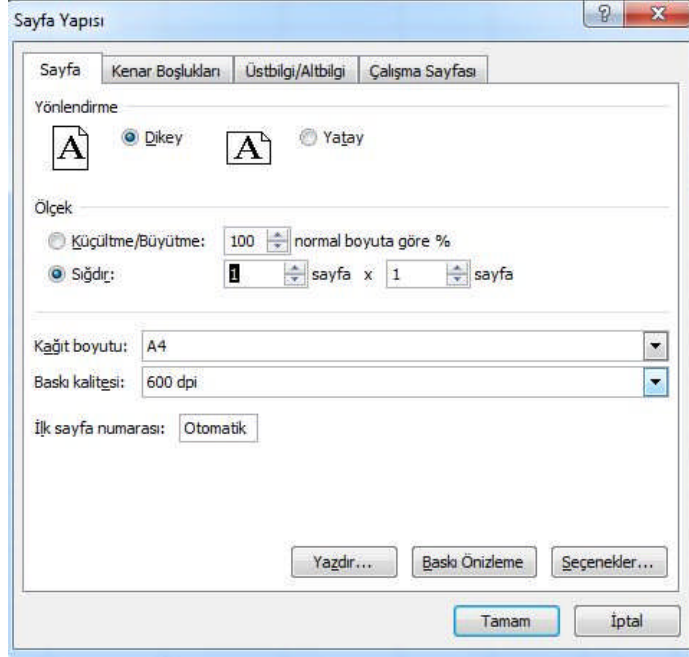 Sayfa Yapısı
Sayfa Kenar Boşlukları Üstbilgi/Altbilgi Çalışma Sayfası
Yönlendirme
A Dikey A Yatay
Ölçek
Küçültme/Büyütme: 100 normal boyuta göre %
Sığdır: 1 sayfa x 1 sayfa
Kağıt boyutu: A4
Baskı kalitesi: 600 dpi
İlk sayfa numarası: Otomatik
Yazdır... Baskı Önizleme Seçenekler...
Tamam İptal